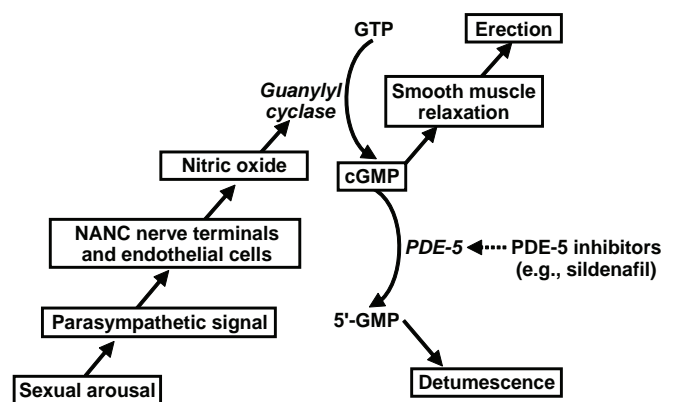 GTP
Erection
Guanylyl
cyclase
Smooth muscle
relaxation
Nitric oxide
cGMP
NANC nerve terminals
and endothelial cells
PDE-5
PDE-5 inhibitors
(e.g., sildenafil)
Parasympathetic signal
5'-GMP
Sexual arousal
Detumescence